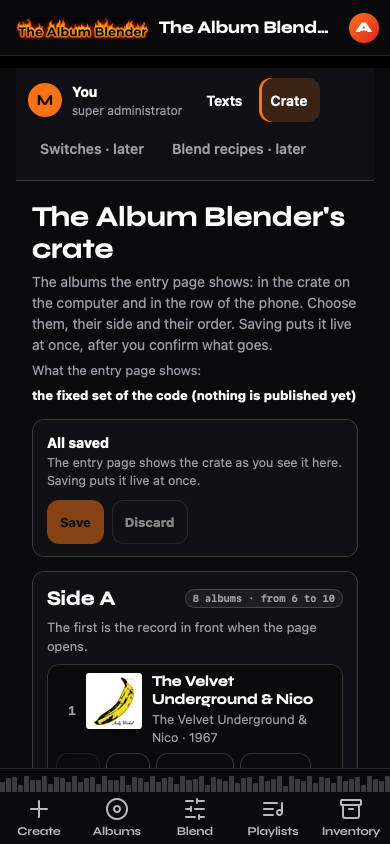 The Album Blender
The Album Blend...
A
M
You
super administrator
Texts
Crate
Switches · later
Blend recipes · later
The Album Blender's
crate
The albums the entry page shows: in the crate on
the computer and in the row of the phone. Choose
them, their side and their order. Saving puts it live
at once, after you confirm what goes.
What the entry page shows:
the fixed set of the code (nothing is published yet)
All saved
The entry page shows the crate as you see it here.
Saving puts it live at once.
Save
Discard
Side A
8 albums · from 6 to 10
The first is the record in front when the page
opens.
1
Andy Warhol
The Velvet
Underground & Nico
The Velvet Underground &
Nico · 1967
Create
Albums
Blend
Playlists
Inventory